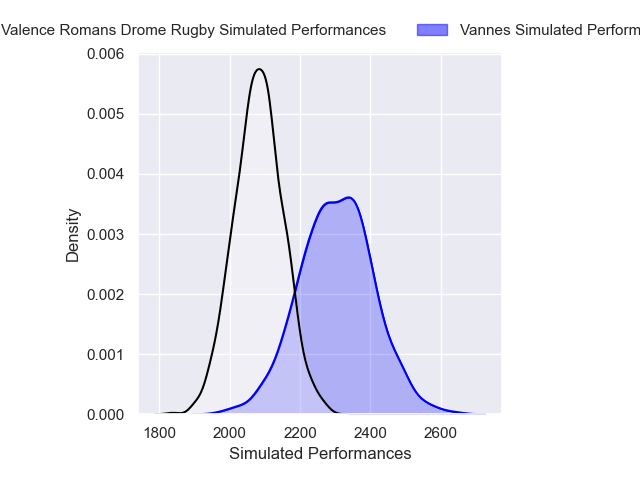 Valence Romans Drome Rugby Simulated Performances
Vannes Simulated Perform
0.006
0.005
0.004
0.003
0.002
0.001
0.000
Density
1800 2000 2200 2400 2600
Simulated Performances